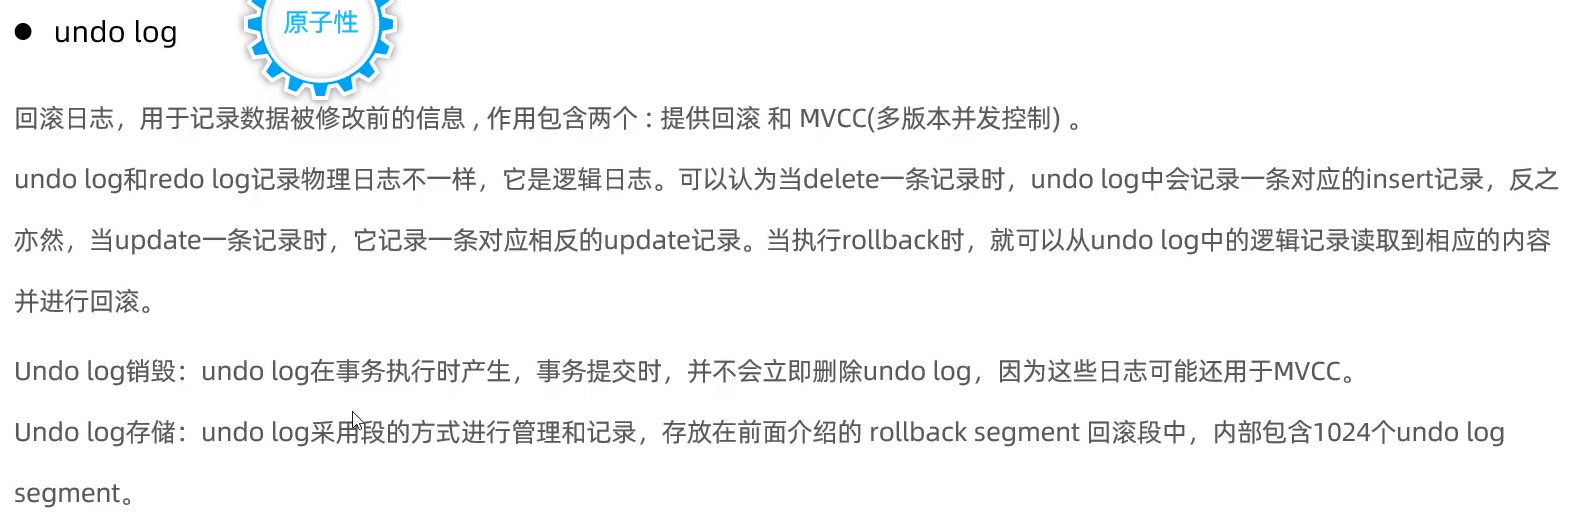 原子性
● undo log
回滚日志，用于记录数据被修改前的信息 , 作用包含两个 : 提供回滚 和 MVCC(多版本并发控制) 。
undo log和redo log记录物理日志不一样，它是逻辑日志。可以认为当delete一条记录时，undo log中会记录一条对应的insert记录，反之
亦然，当update一条记录时，它记录一条对应相反的update记录。当执行rollback时，就可以从undo log中的逻辑记录读取到相应的内容
并进行回滚。
Undo log销毁：undo log在事务执行时产生，事务提交时，并不会立即删除undo log，因为这些日志可能还用于MVCC。
Undo log存储：undo log采用段的方式进行管理和记录，存放在前面介绍的 rollback segment 回滚段中，内部包含1024个undo log
segment。